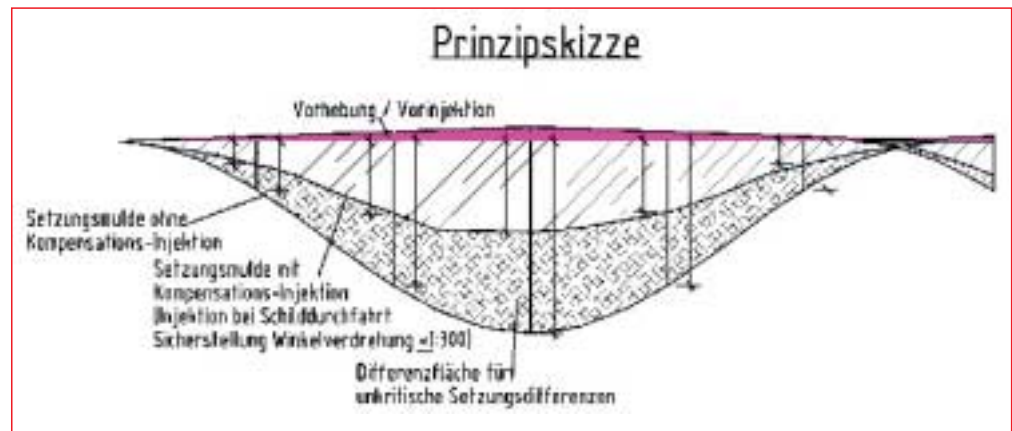 Prinzipskizze
Vorhebung / Vorinjektion
Setzungsmulde ohne
Kompensations-Injektion
Setzungsmulde mit
Kompensations-Injektion
(Injektion bei Schilddurchfahrt
Sicherstellung Winkelverdrehung ≤1:300)
Differenzfläche für
unkritische Setzungsdifferenzen